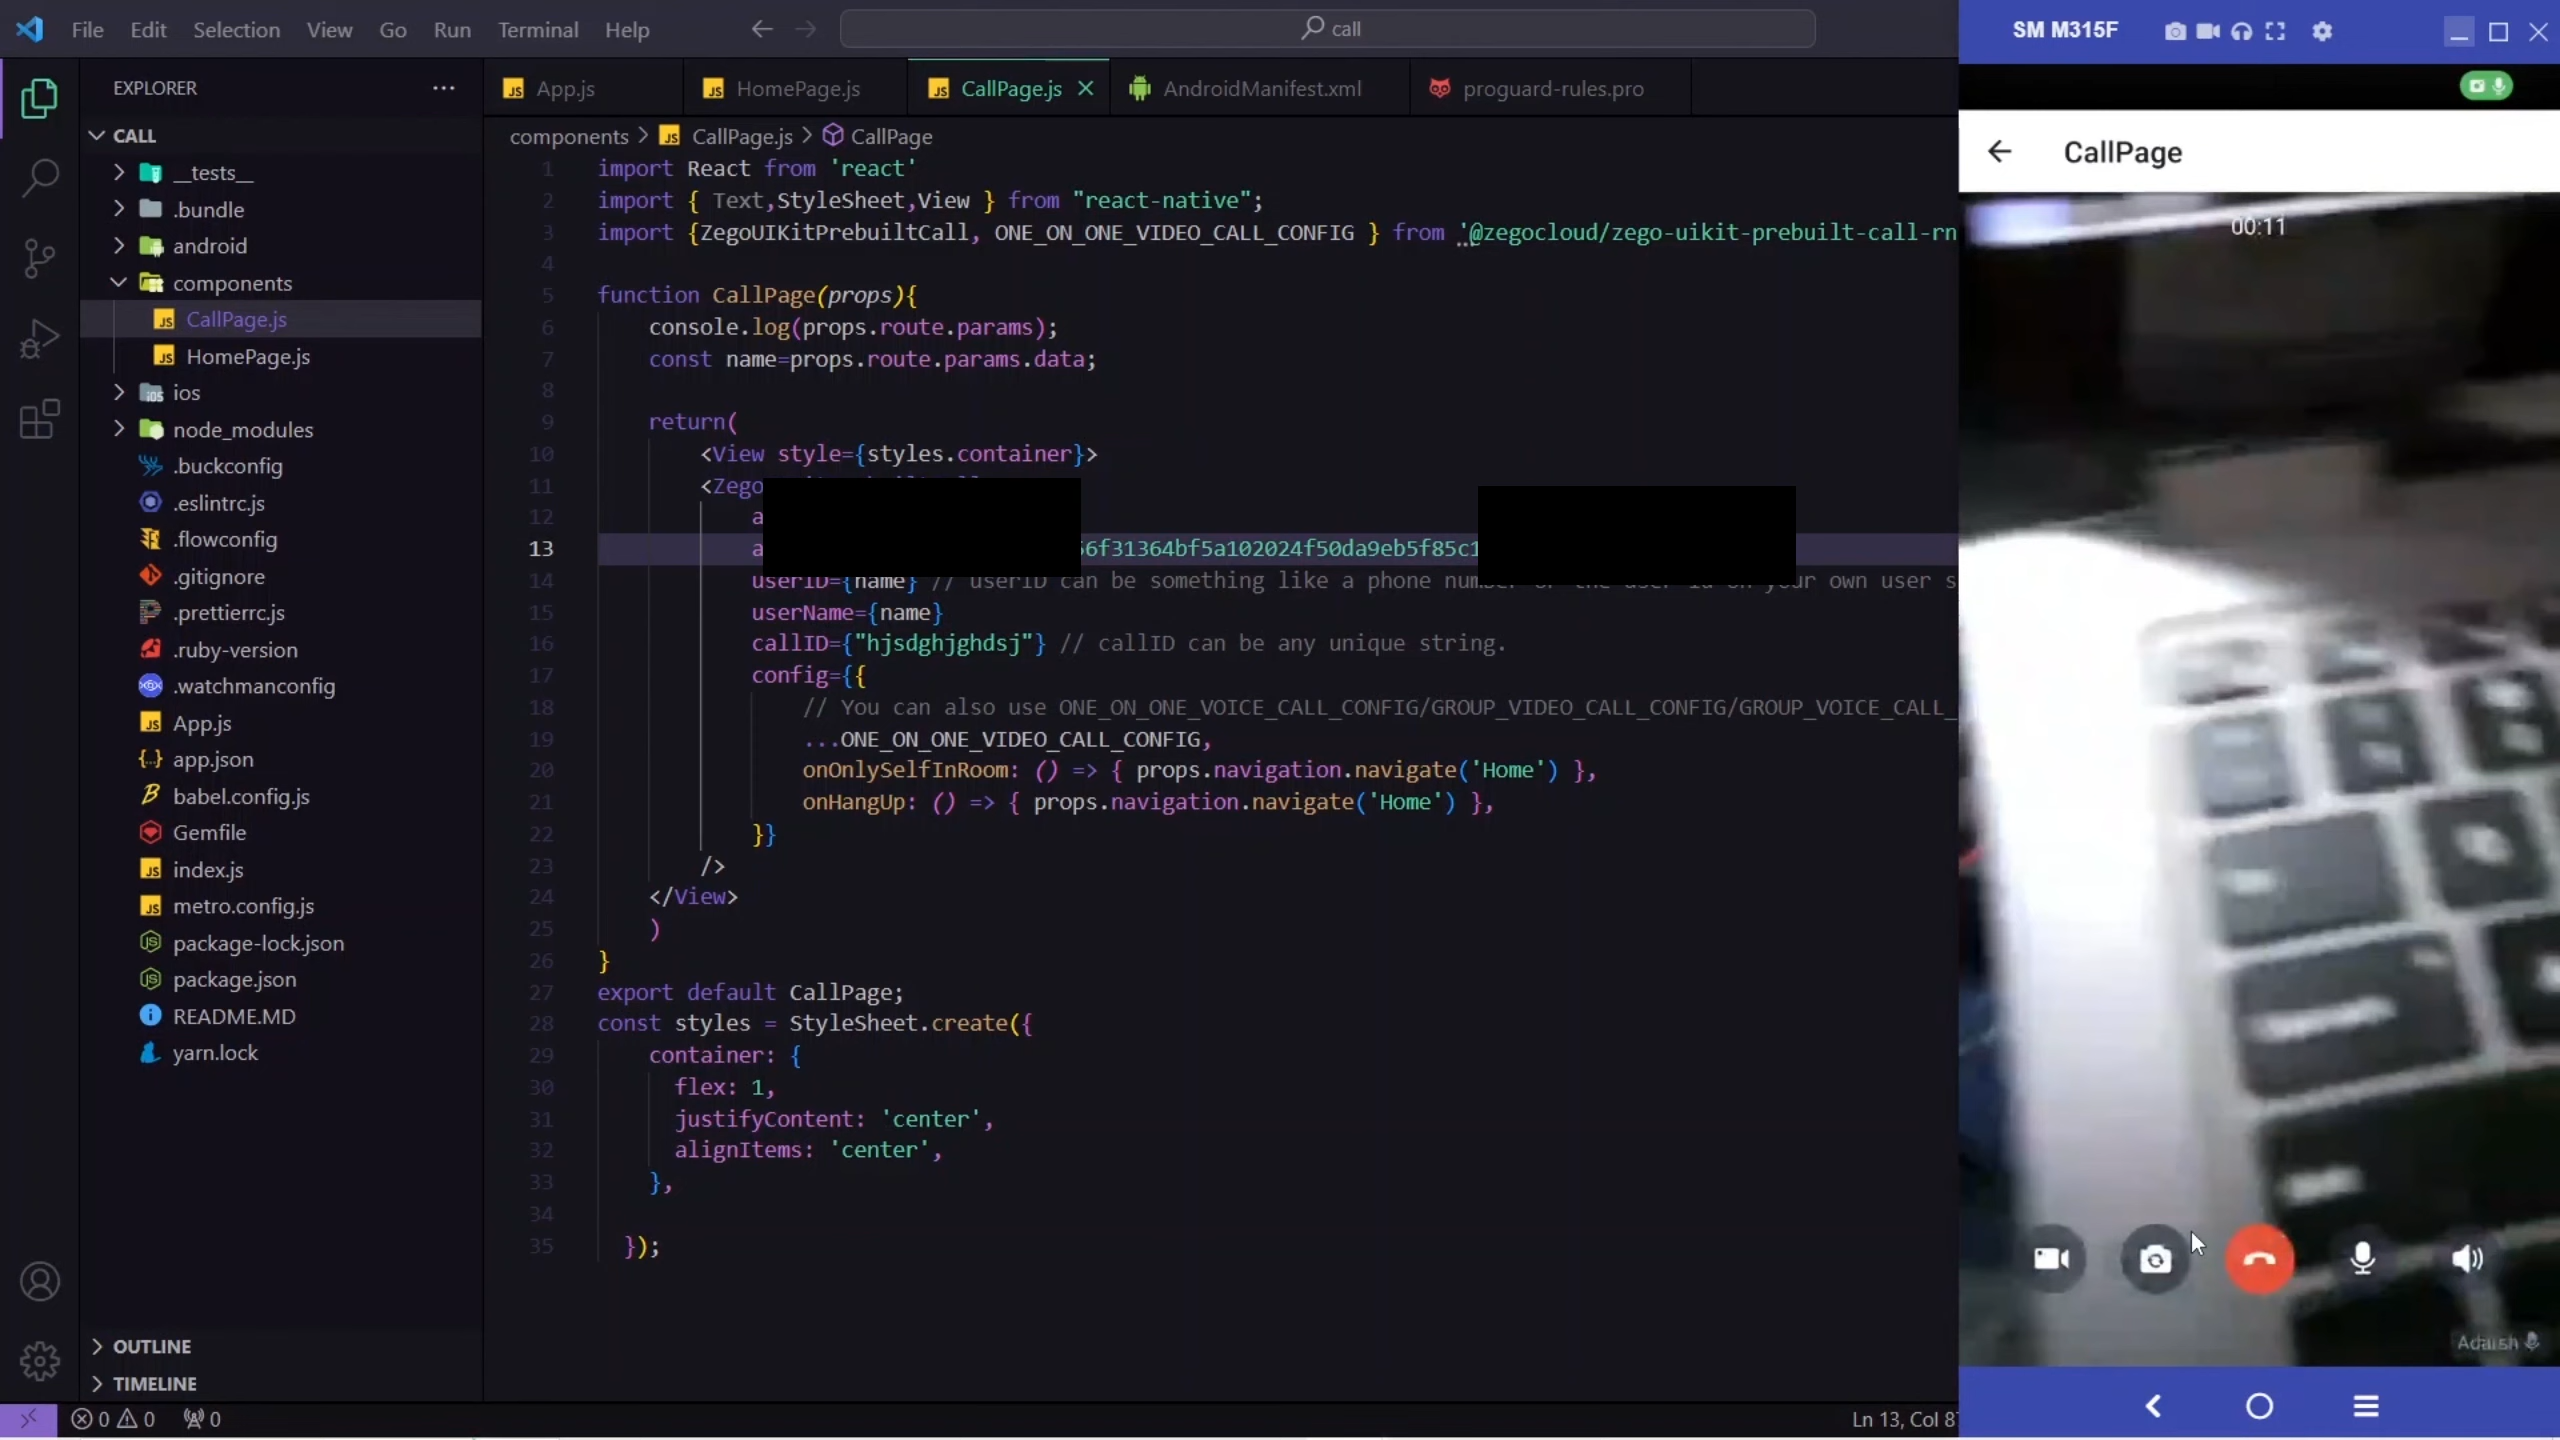 File Edit Selection View Go Run Terminal Help
call
SM M315F
EXPLORER
App.js
HomePage.js
CallPage.js
AndroidManifest.xml
proguard-rules.pro
CALL
__tests__
.bundle
android
components
CallPage.js
HomePage.js
ios
node_modules
.buckconfig
.eslintrc.js
.flowconfig
.gitignore
.prettierrc.js
.ruby-version
.watchmanconfig
App.js
app.json
babel.config.js
Gemfile
index.js
metro.config.js
package-lock.json
package.json
README.MD
yarn.lock
OUTLINE
TIMELINE
components > CallPage.js > CallPage
1 import React from 'react'
2 import { Text,StyleSheet,View } from "react-native";
3 import {ZegoUIKitPrebuiltCall, ONE_ON_ONE_VIDEO_CALL_CONFIG } from '@zegocloud/zego-uikit-prebuilt-call-rn
4
5 function CallPage(props){
6 console.log(props.route.params);
7 const name=props.route.params.data;
8
9 return(
10 <View style={styles.container}>
11 <Zego
12 a
13 a 56f31364bf5a102024f50da9eb5f85c1
14 userID={name} // userID can be something like a phone number or the user id on your own user s
15 userName={name}
16 callID={"hjsdghjghdsj"} // callID can be any unique string.
17 config={{
18 // You can also use ONE_ON_ONE_VOICE_CALL_CONFIG/GROUP_VIDEO_CALL_CONFIG/GROUP_VOICE_CALL_
19 ...ONE_ON_ONE_VIDEO_CALL_CONFIG,
20 onOnlySelfInRoom: () => { props.navigation.navigate('Home') },
21 onHangUp: () => { props.navigation.navigate('Home') },
22 }}
23 />
24 </View>
25 )
26 }
27 export default CallPage;
28 const styles = StyleSheet.create({
29 container: {
30 flex: 1,
31 justifyContent: 'center',
32 alignItems: 'center',
33 },
34
35 });
CallPage
00:11
Adarsh
0 0 0
Ln 13, Col 8